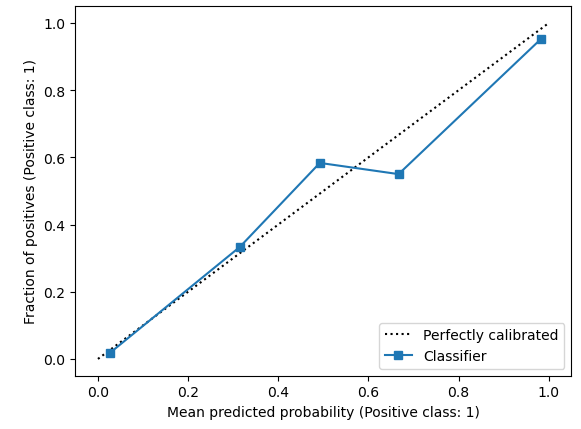 Fraction of positives (Positive class: 1)
1.0
0.8
0.6
0.4
0.2
0.0
Perfectly calibrated
Classifier
0.0 0.2 0.4 0.6 0.8 1.0
Mean predicted probability (Positive class: 1)